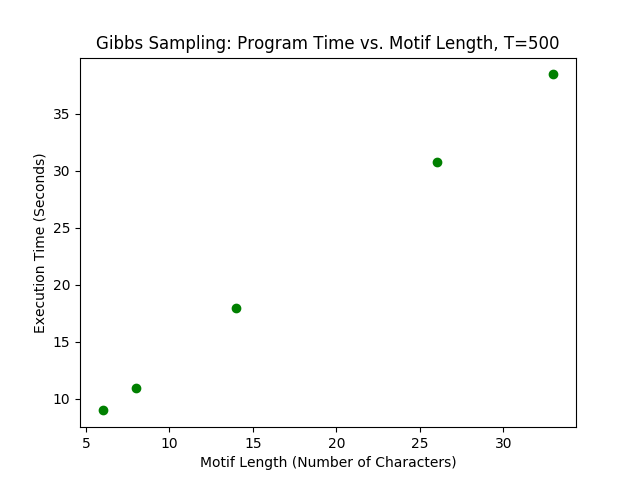 Gibbs Sampling: Program Time vs. Motif Length, T=500
Execution Time (Seconds)
35
30
25
20
15
10
5 10 15 20 25 30
Motif Length (Number of Characters)